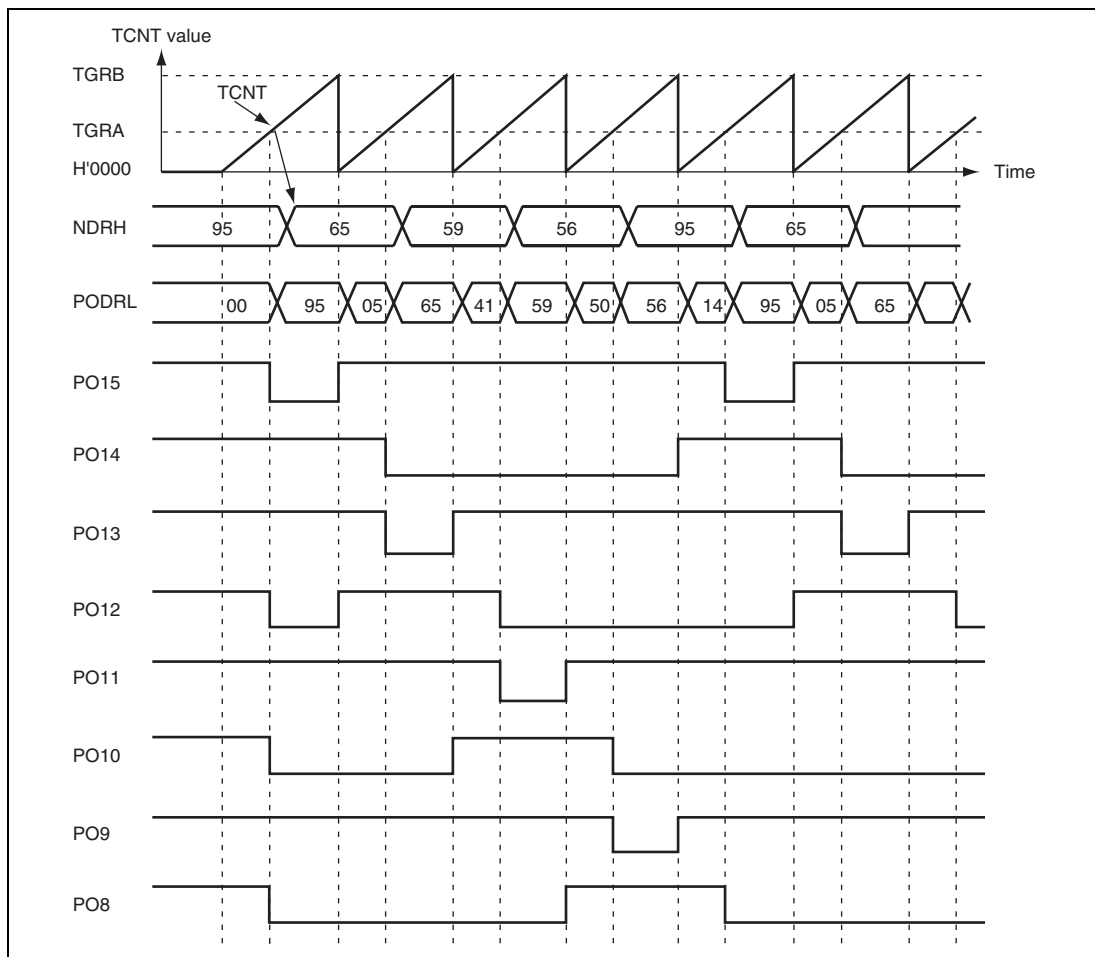 TCNT value
TGRB
TCNT
TGRA
H'0000
Time
NDRH 95 65 59 56 95 65
PODRL 00 95 05 65 41 59 50 56 14 95 05 65
PO15
PO14
PO13
PO12
PO11
PO10
PO9
PO8